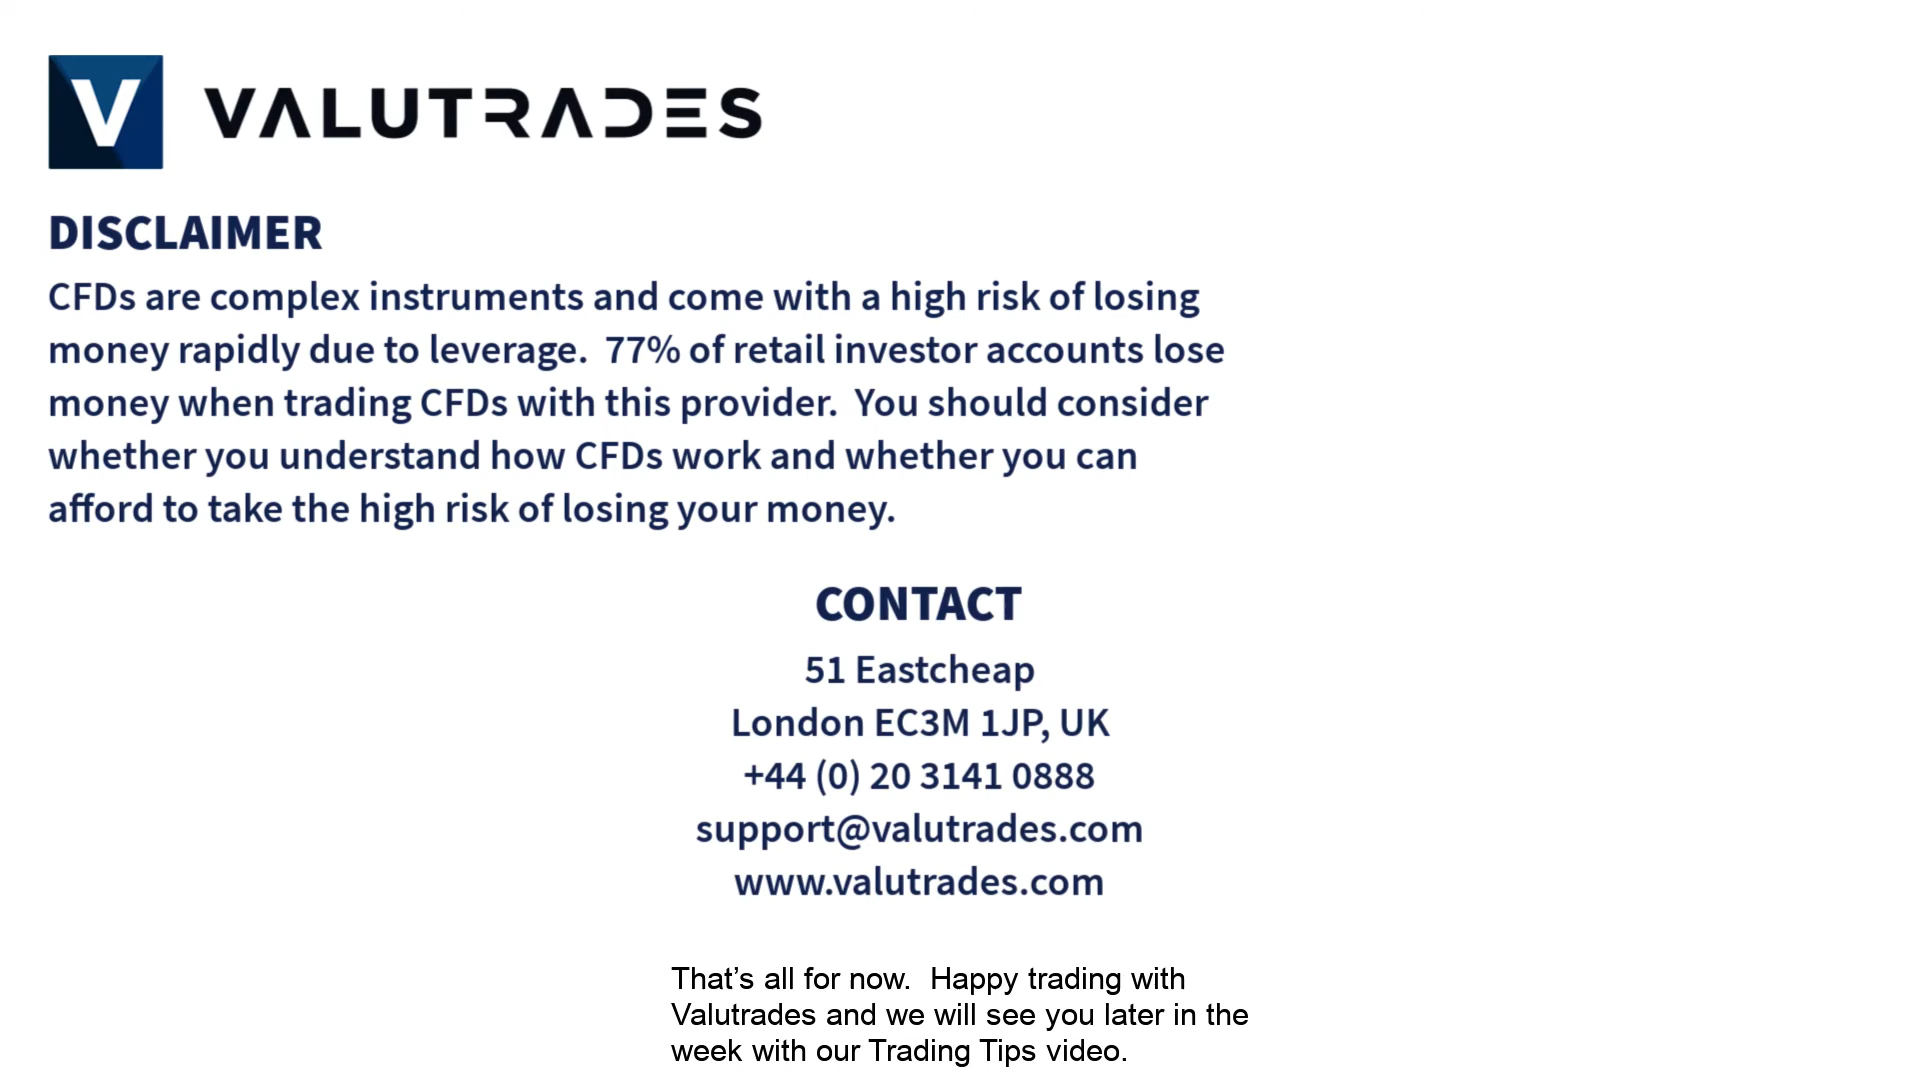 V VALUTRADES
DISCLAIMER
CFDs are complex instruments and come with a high risk of losing
money rapidly due to leverage.  77% of retail investor accounts lose
money when trading CFDs with this provider.  You should consider
whether you understand how CFDs work and whether you can
afford to take the high risk of losing your money.
CONTACT
51 Eastcheap
London EC3M 1JP, UK
+44 (0) 20 3141 0888
support@valutrades.com
www.valutrades.com
That’s all for now.  Happy trading with
Valutrades and we will see you later in the
week with our Trading Tips video.